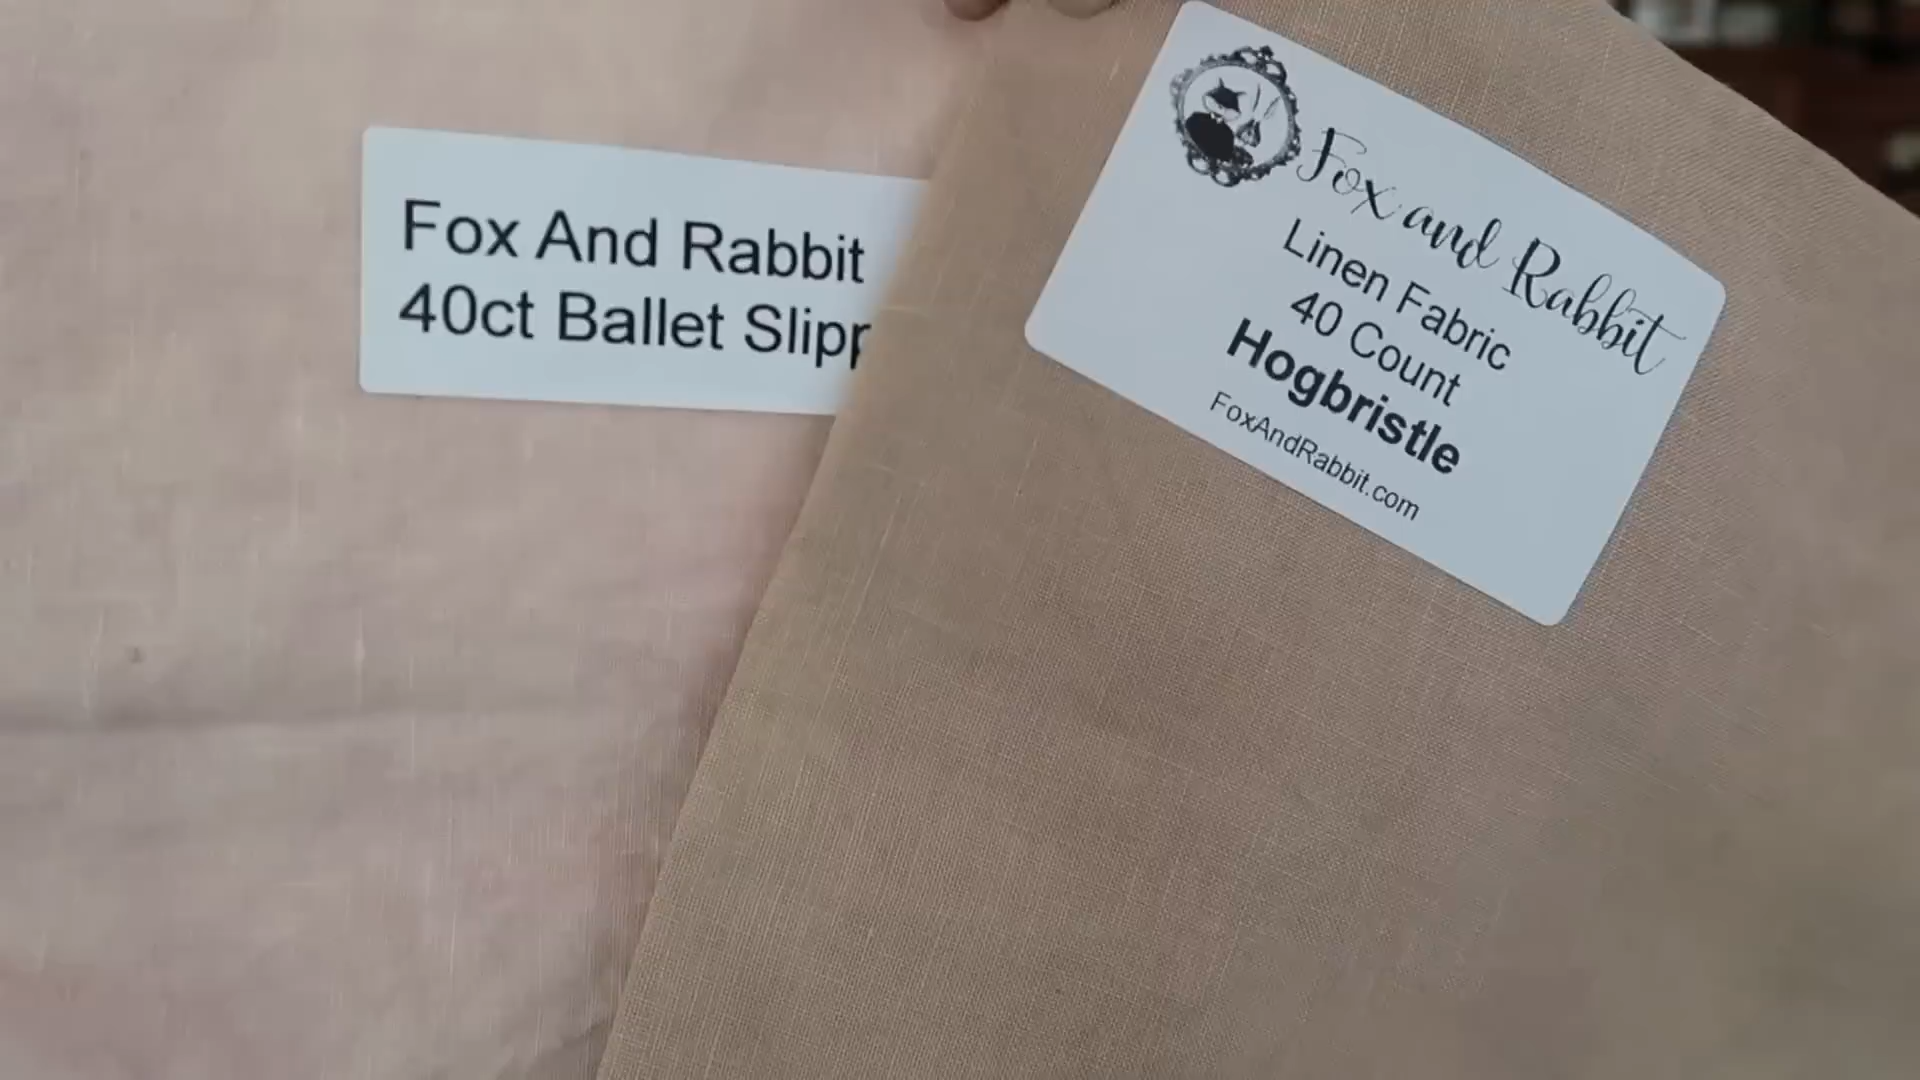 Fox And Rabbit
40ct Ballet Slipp
Fox and Rabbit
Linen Fabric
40 Count
Hogbristle
FoxAndRabbit.com